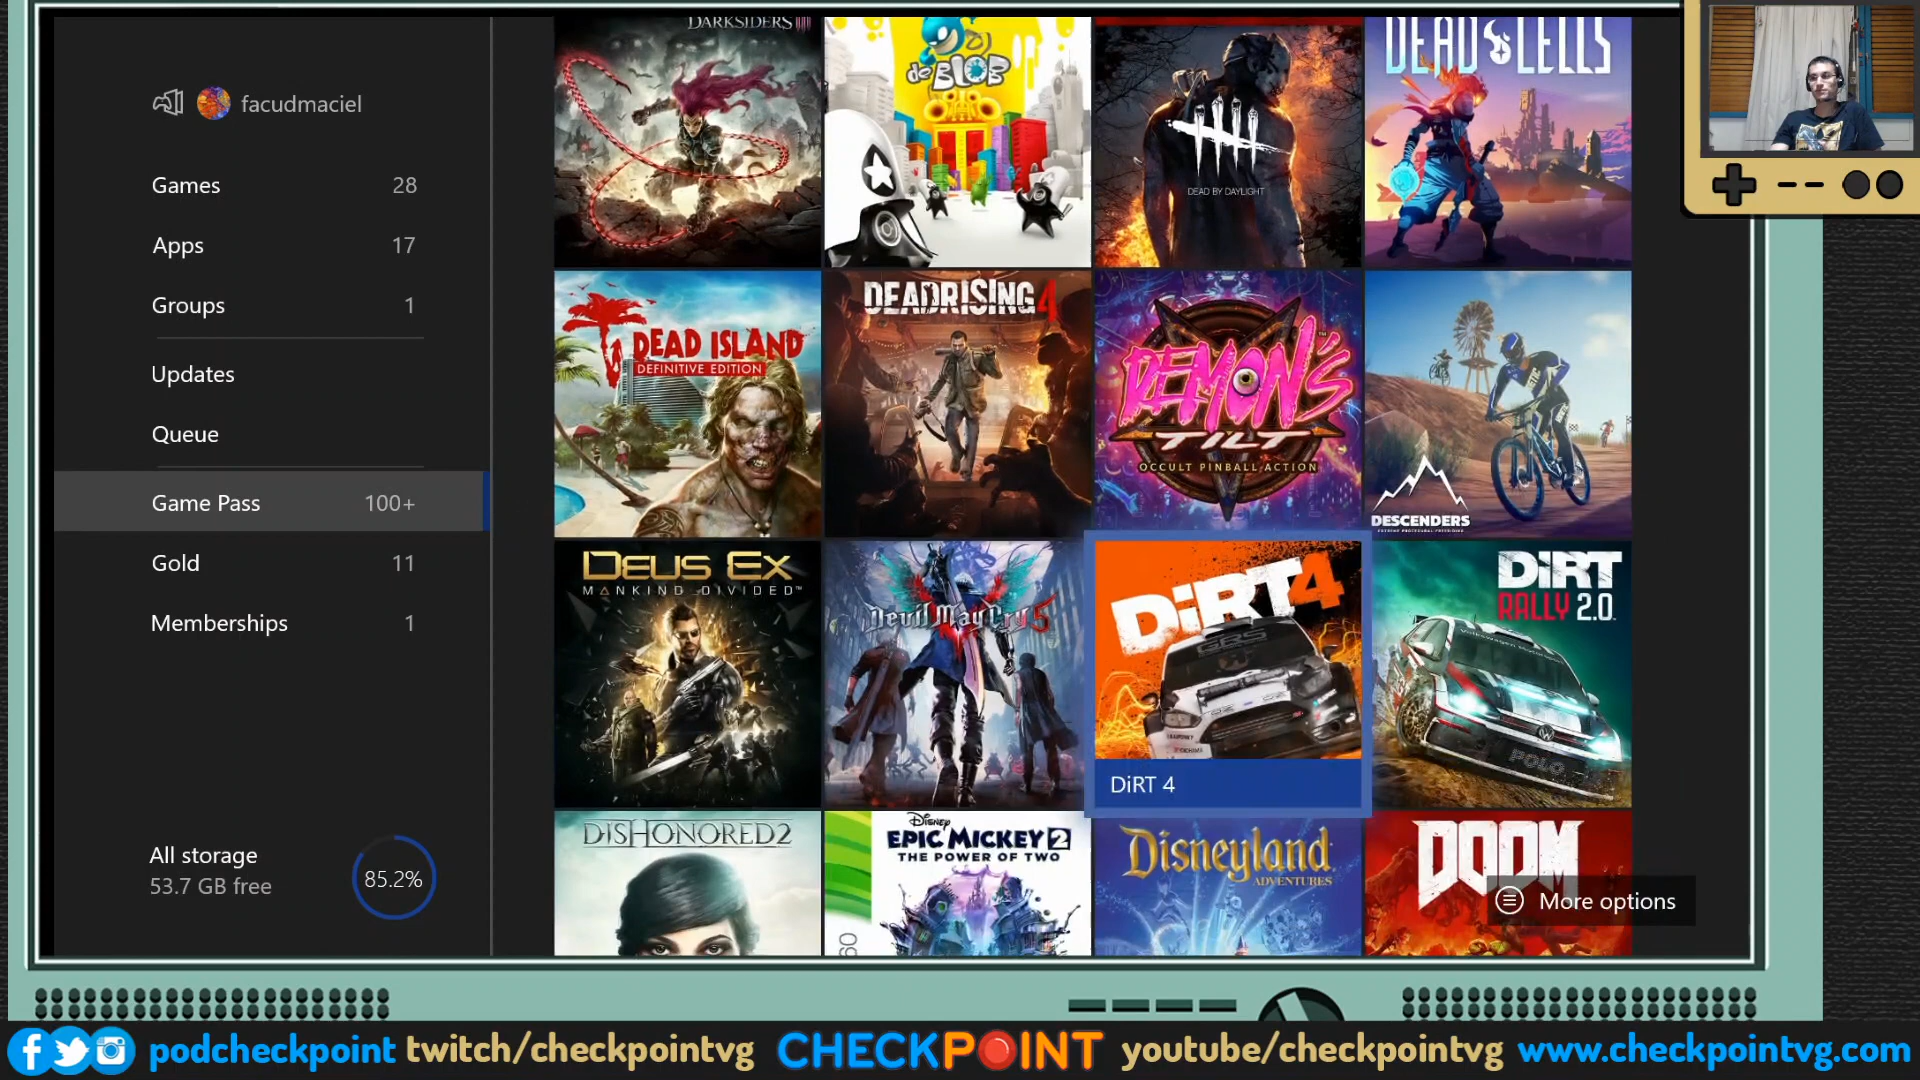 facudmaciel
Games 28
Apps 17
Groups 1
Updates
Queue
Game Pass 100+
Gold 11
Memberships 1
All storage
53.7 GB free
85.2%
DARKSIDERS III
de BLOB
DEAD BY DAYLIGHT
DEAD CELLS
DEAD ISLAND
DEFINITIVE EDITION
DEADRISING 4
DEMON'S
TILT
OCCULT PINBALL ACTION
DESCENDERS
DEUS EX
MANKIND DIVIDED™
Devil May Cry 5
DiRT 4
DiRT 4
DiRT
RALLY 2.0
POLO
DISHONORED 2
Disney
EPIC MICKEY 2
THE POWER OF TWO
Disneyland
ADVENTURES
DOOM
More options
podcheckpoint twitch/checkpointvg CHECKPOINT youtube/checkpointvg www.checkpointvg.com